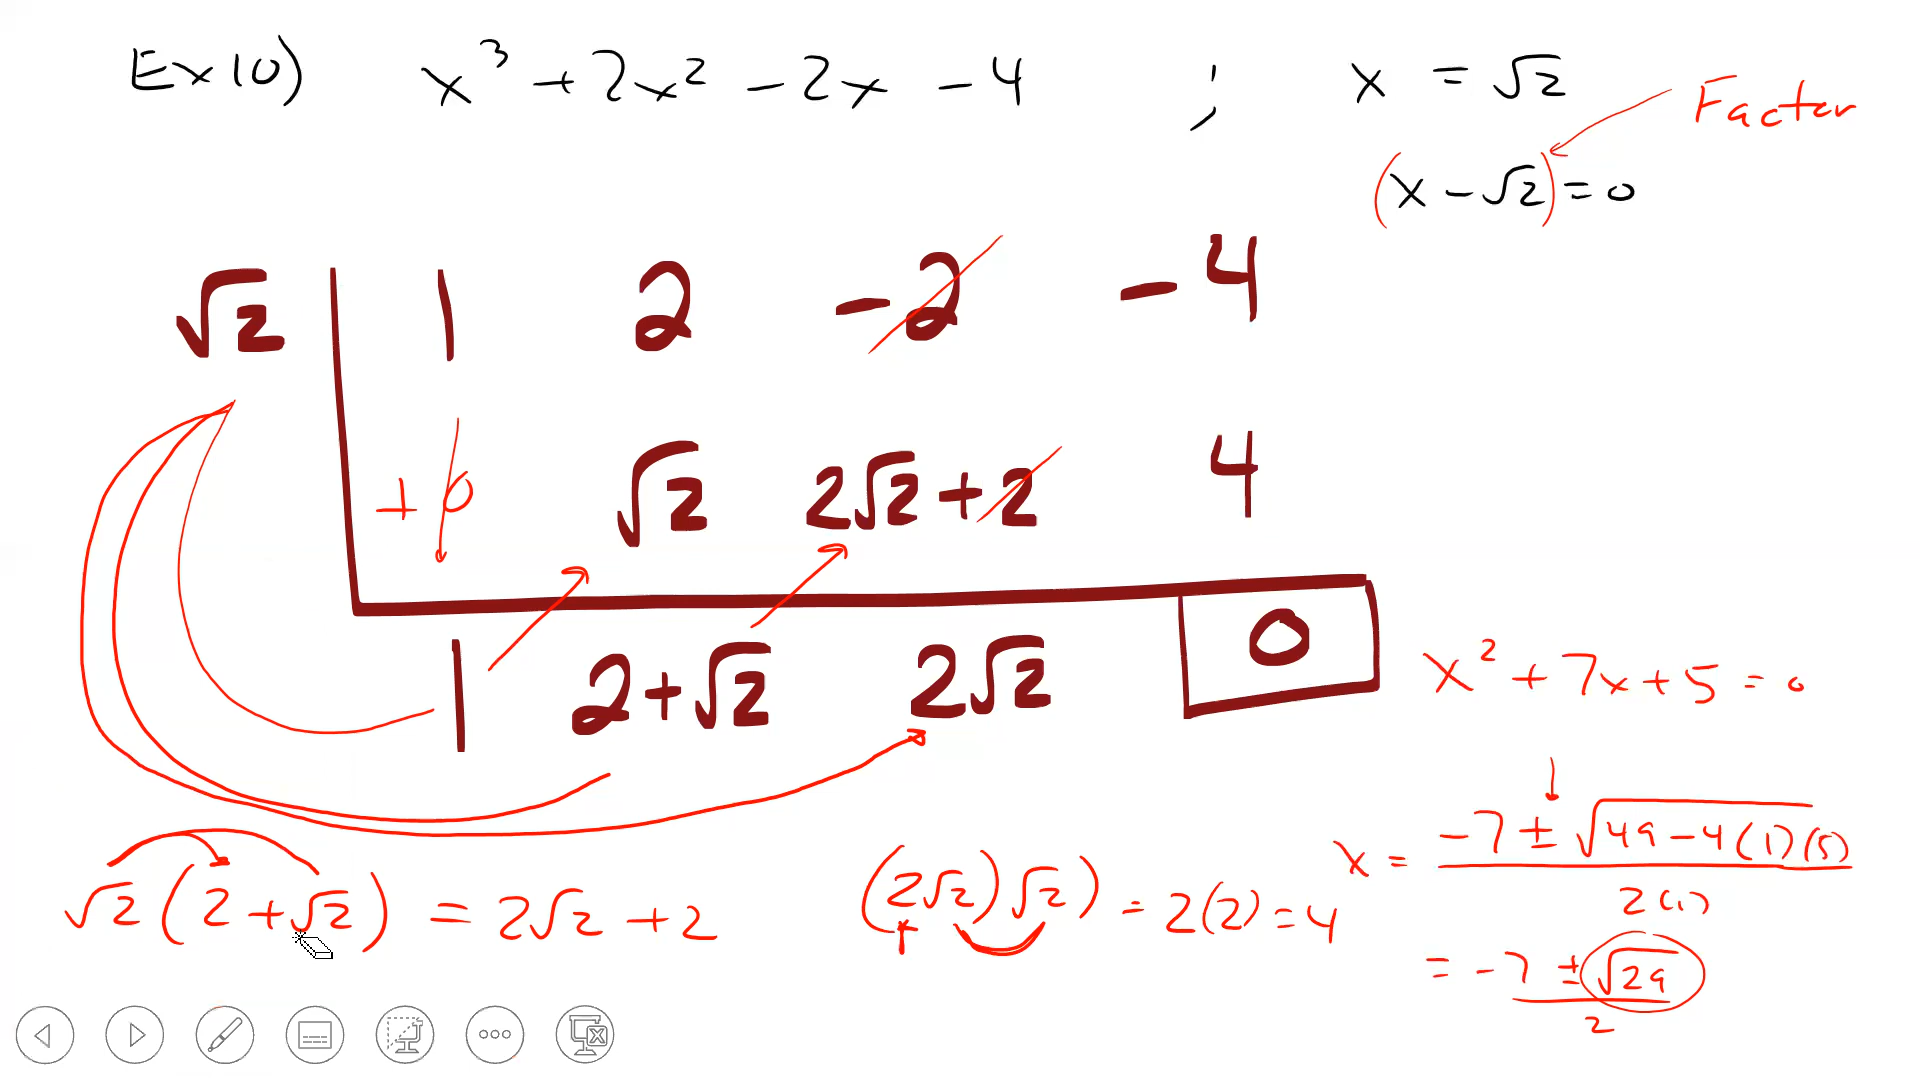 Ex 10) x³ + 2x² - 2x - 4 ; x = √2
Factor
(x - √2) = 0
√2 | 1 2 -2 -4
+0 √2 2√2 + 2 4
1 2+√2 2√2 0
x² + 7x + 5 = 0
x = (-7 ± √(49 - 4(1)(5))) / 2(1)
√2(2 + √2) = 2√2 + 2
(2√2)(√2) = 2(2) = 4
= (-7 ± √29) / 2